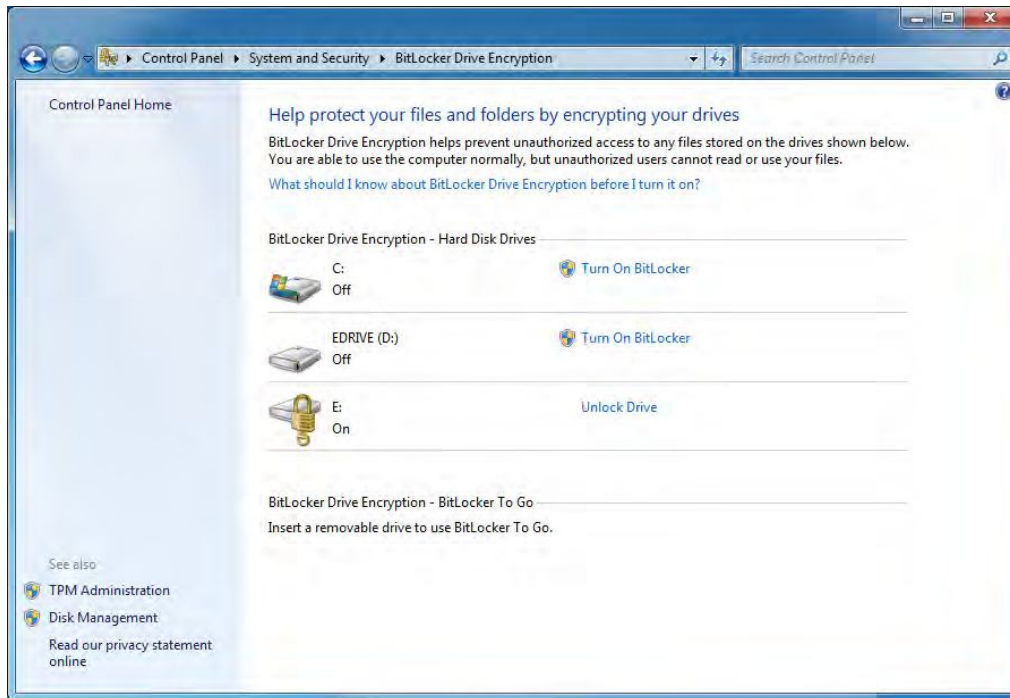 Control Panel ▸ System and Security ▸ BitLocker Drive Encryption
Search Control Panel
Control Panel Home
Help protect your files and folders by encrypting your drives
BitLocker Drive Encryption helps prevent unauthorized access to any files stored on the drives shown below.
You are able to use the computer normally, but unauthorized users cannot read or use your files.
What should I know about BitLocker Drive Encryption before I turn it on?
BitLocker Drive Encryption - Hard Disk Drives
C:
Off
Turn On BitLocker
EDRIVE (D:)
Off
Turn On BitLocker
E:
On
Unlock Drive
BitLocker Drive Encryption - BitLocker To Go
Insert a removable drive to use BitLocker To Go.
See also
TPM Administration
Disk Management
Read our privacy statement
online